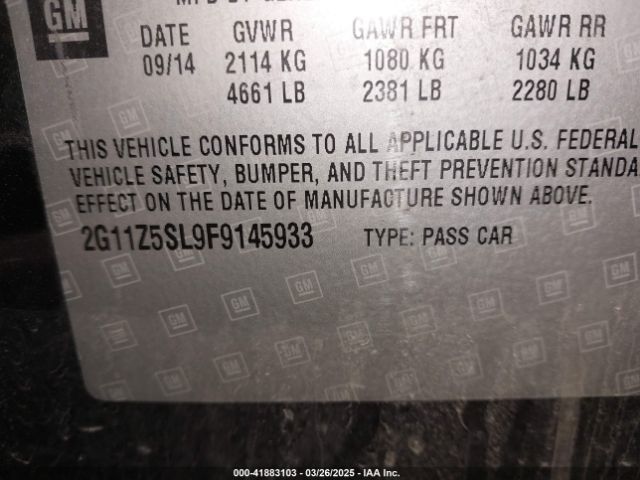 GM
DATE GVWR GAWR FRT GAWR RR
09/14 2114 KG 1080 KG 1034 KG
4661 LB 2381 LB 2280 LB
THIS VEHICLE CONFORMS TO ALL APPLICABLE U.S. FEDERAL
VEHICLE SAFETY, BUMPER, AND THEFT PREVENTION STANDA
EFFECT ON THE DATE OF MANUFACTURE SHOWN ABOVE.
2G11Z5SL9F9145933 TYPE: PASS CAR
000-41883103 | 03/26/2025 | IAA Inc.